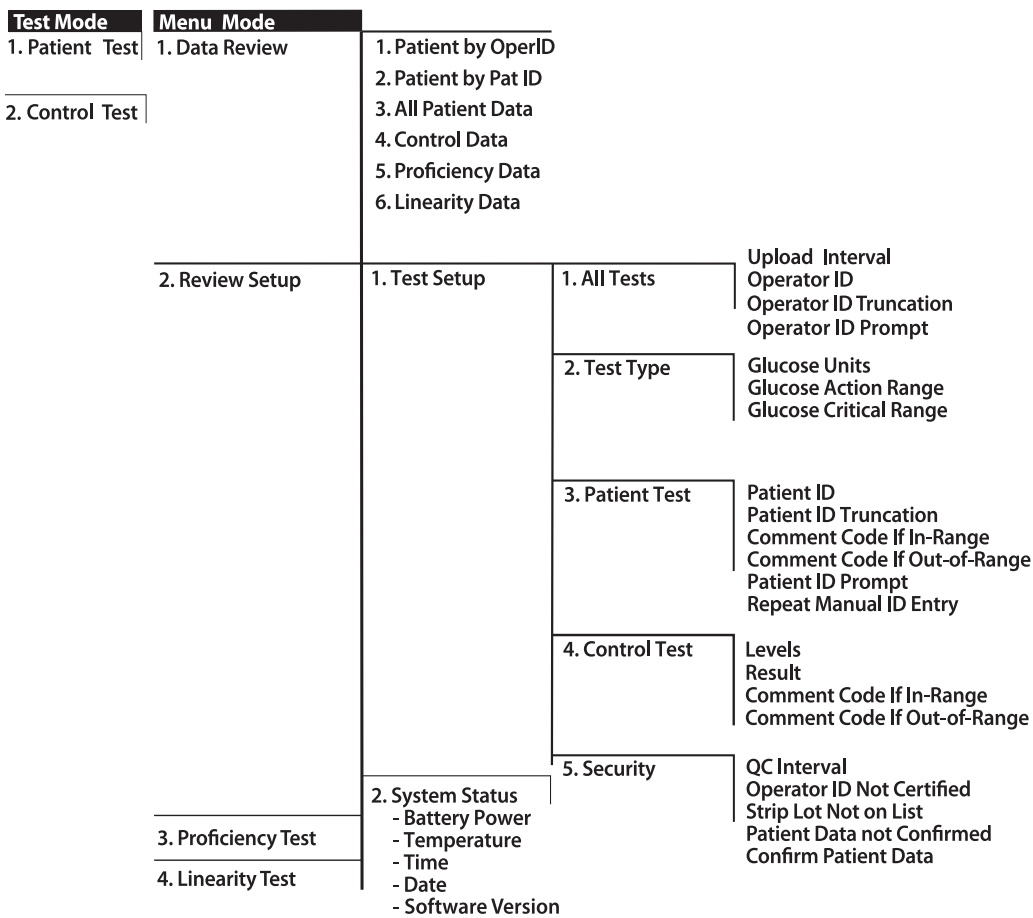 Test Mode
Menu Mode
1. Patient Test
2. Control Test
1. Data Review
1. Patient by OperID
2. Patient by Pat ID
3. All Patient Data
4. Control Data
5. Proficiency Data
6. Linearity Data
2. Review Setup
1. Test Setup
1. All Tests
Upload Interval
Operator ID
Operator ID Truncation
Operator ID Prompt
2. Test Type
Glucose Units
Glucose Action Range
Glucose Critical Range
3. Patient Test
Patient ID
Patient ID Truncation
Comment Code If In-Range
Comment Code If Out-of-Range
Patient ID Prompt
Repeat Manual ID Entry
4. Control Test
Levels
Result
Comment Code If In-Range
Comment Code If Out-of-Range
5. Security
QC Interval
Operator ID Not Certified
Strip Lot Not on List
Patient Data not Confirmed
Confirm Patient Data
2. System Status
- Battery Power
- Temperature
- Time
- Date
- Software Version
3. Proficiency Test
4. Linearity Test